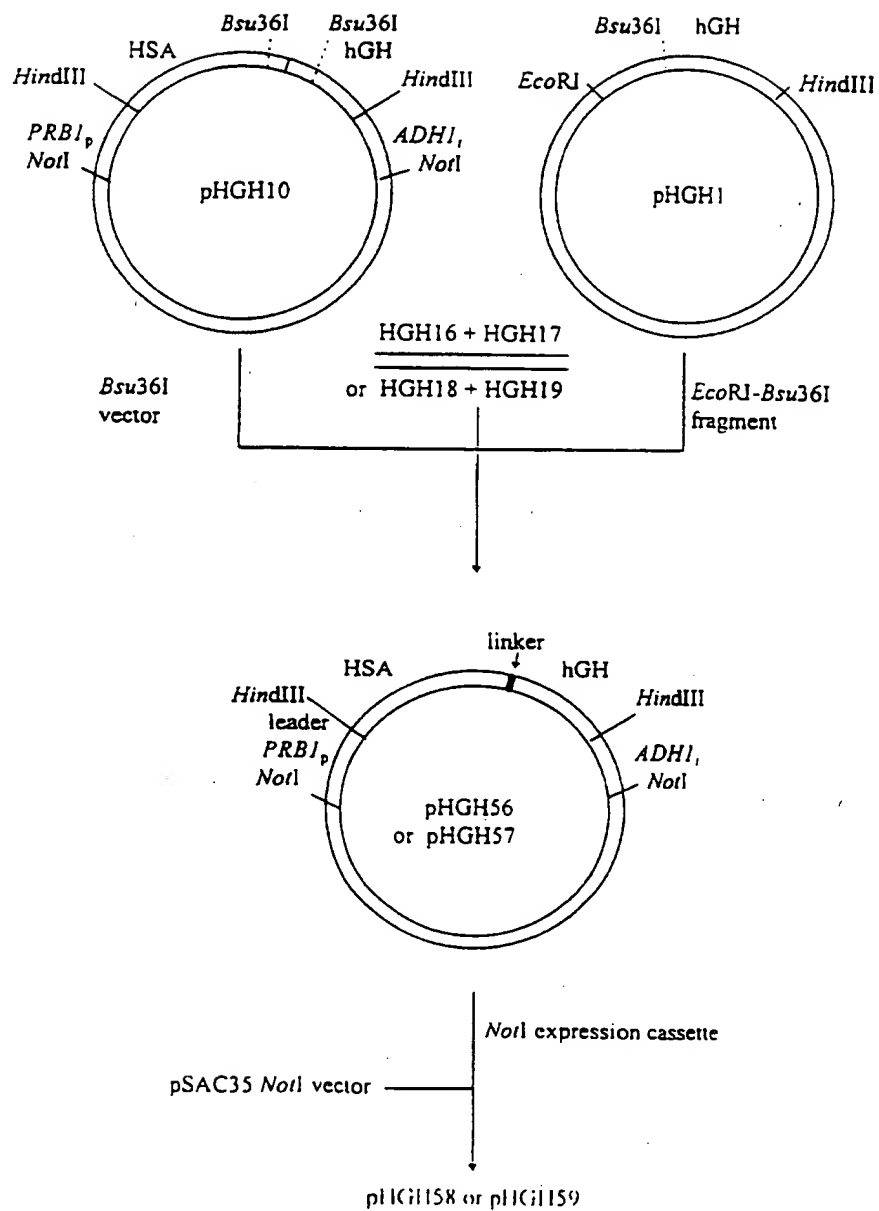 Bsu36I
Bsu36I
HSA
hGH
HindIII
HindIII
PRB1p
NotI
ADH1t
NotI
pHGH10
Bsu36I
hGH
EcoRI
HindIII
pHGH1
HGH16 + HGH17
or HGH18 + HGH19
Bsu36I
vector
EcoRI-Bsu36I
fragment
linker
HSA
hGH
HindIII
leader
PRB1p
NotI
HindIII
ADH1t
NotI
pHGH56
or pHGH57
NotI expression cassette
pSAC35 NotI vector
pHGH58 or pHGH59